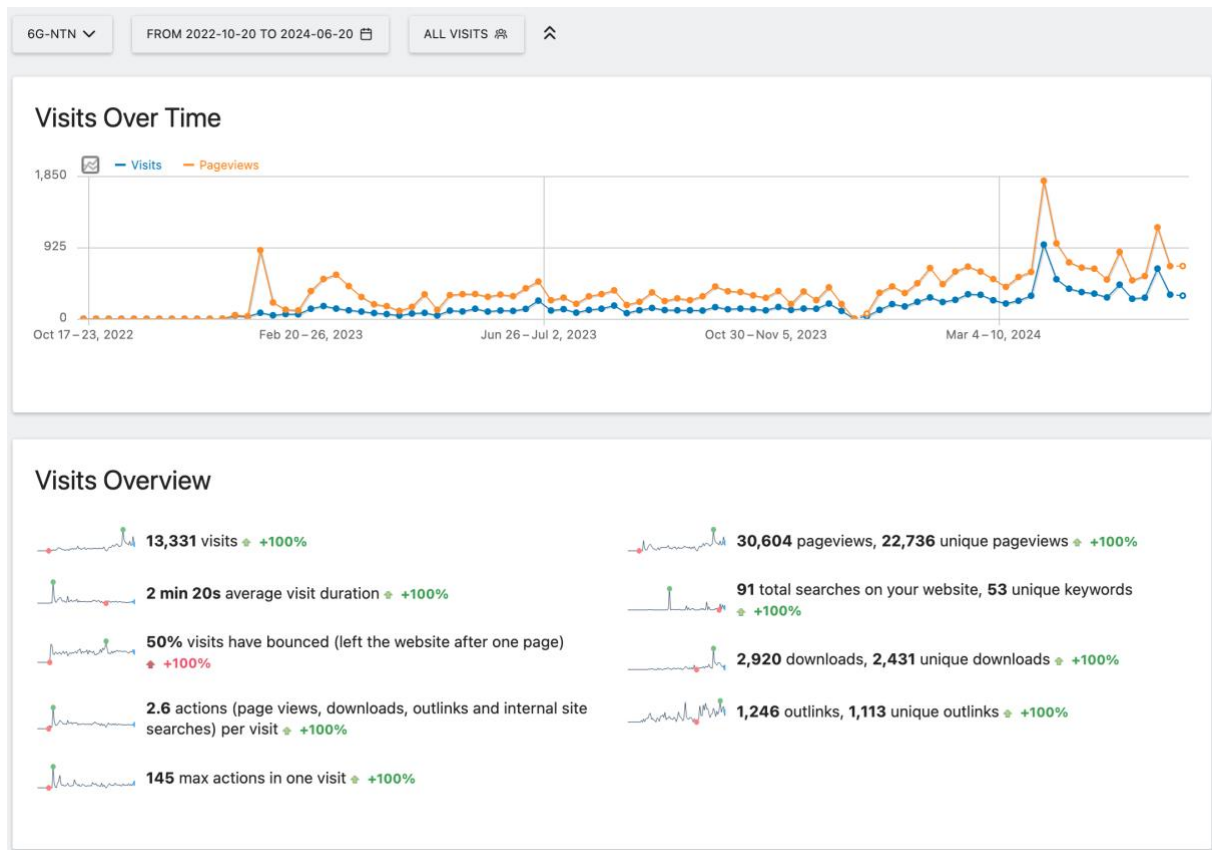 6G-NTN
FROM 2022-10-20 TO 2024-06-20
ALL VISITS
Visits Over Time
Visits
Pageviews
1,850
925
0
Oct 17–23, 2022
Feb 20–26, 2023
Jun 26–Jul 2, 2023
Oct 30–Nov 5, 2023
Mar 4–10, 2024
Visits Overview
13,331 visits +100%
2 min 20s average visit duration +100%
50% visits have bounced (left the website after one page)
+100%
2.6 actions (page views, downloads, outlinks and internal site
searches) per visit +100%
145 max actions in one visit +100%
30,604 pageviews, 22,736 unique pageviews +100%
91 total searches on your website, 53 unique keywords
+100%
2,920 downloads, 2,431 unique downloads +100%
1,246 outlinks, 1,113 unique outlinks +100%